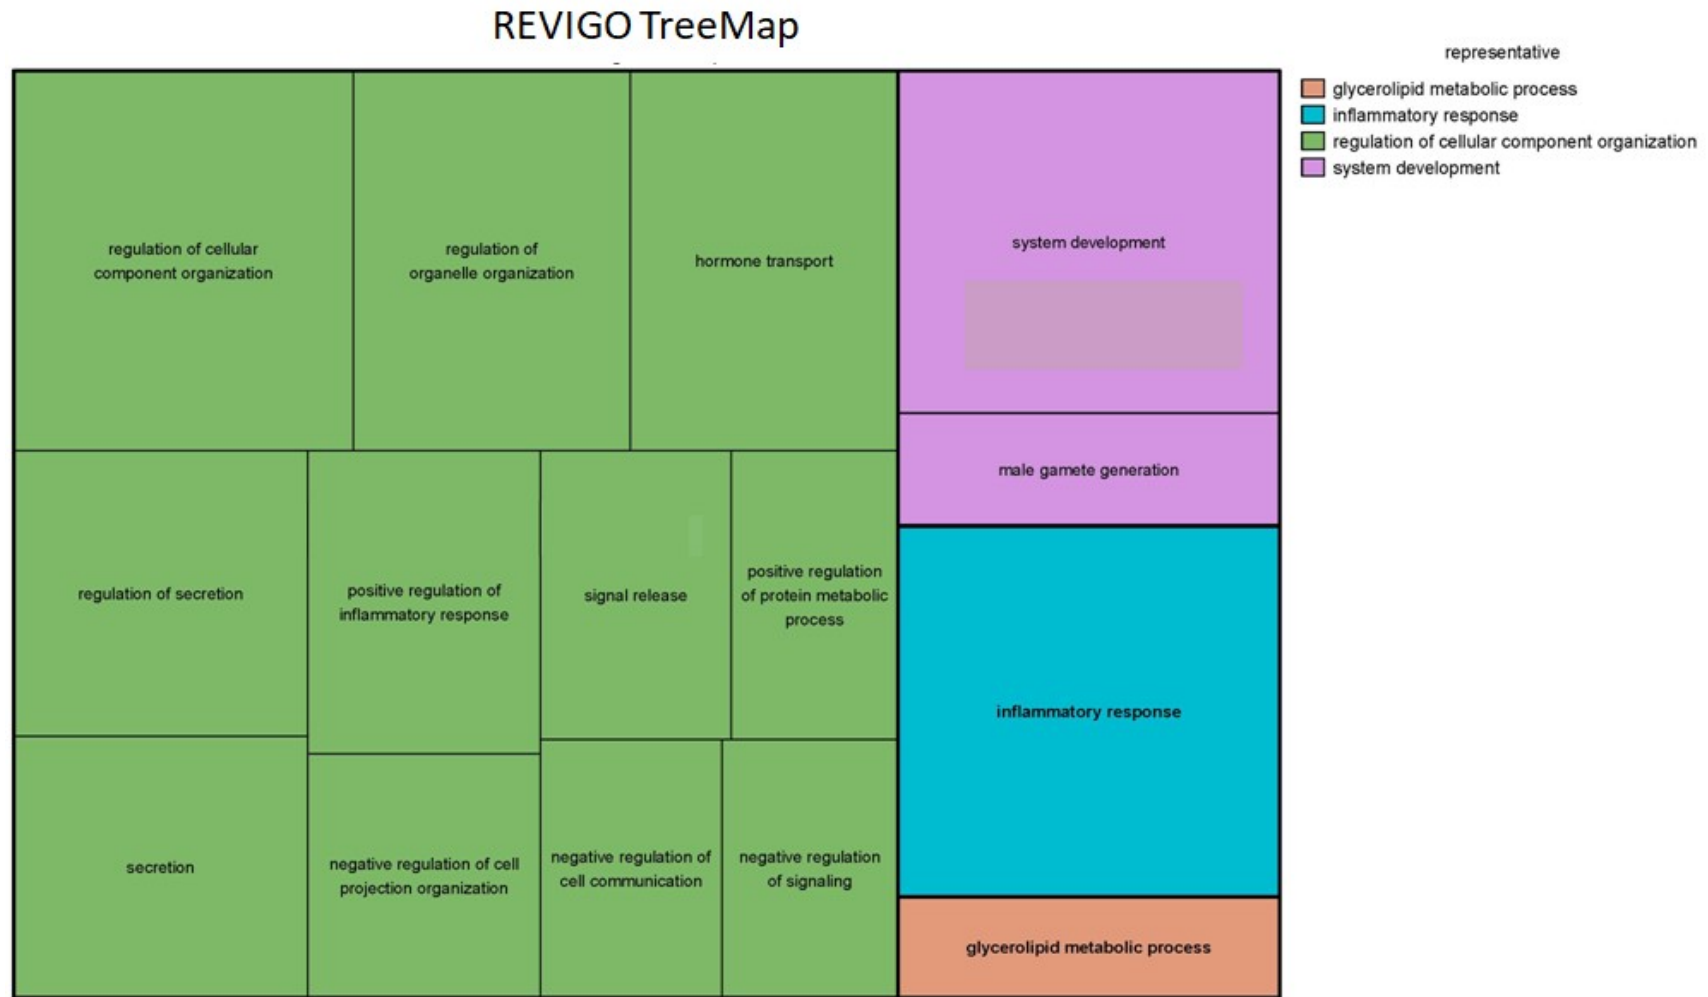 REVIGO TreeMap
representative
glycerolipid metabolic process
inflammatory response
regulation of cellular component organization
system development
regulation of cellular
component organization
regulation of
organelle organization
hormone transport
system development
male gamete generation
regulation of secretion
positive regulation of
inflammatory response
signal release
positive regulation
of protein metabolic
process
inflammatory response
secretion
negative regulation of cell
projection organization
negative regulation of
cell communication
negative regulation
of signaling
glycerolipid metabolic process